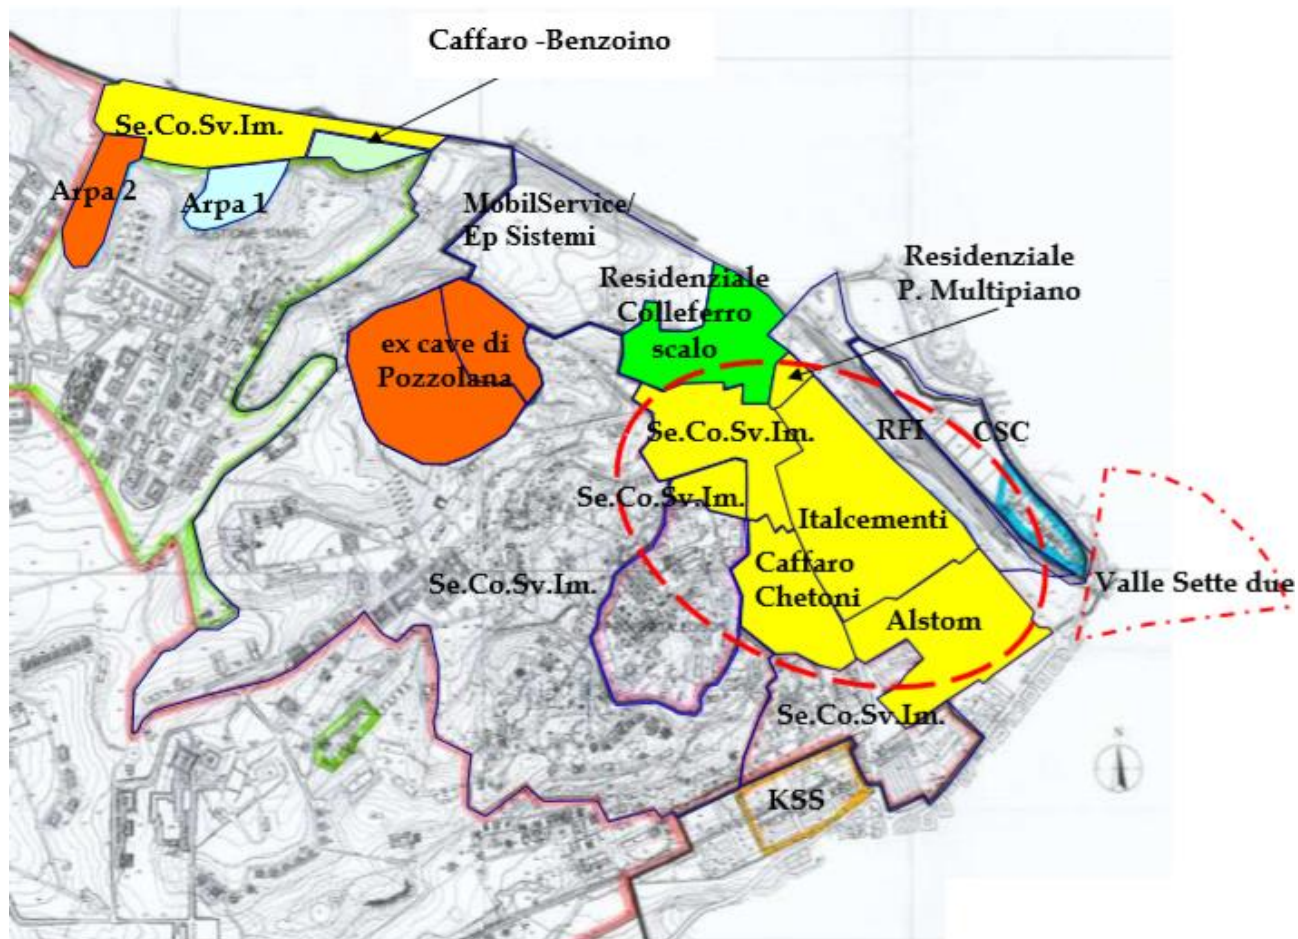 Caffaro -Benzoino
Se.Co.Sv.Im.
Arpa 2
Arpa 1
MobilService/
Ep Sistemi
Residenziale
P. Multipiano
Residenziale
Colleferro
scalo
ex cave di
Pozzolana
Se.Co.Sv.Im.
RFI
CSC
Se.Co.Sv.Im.
Italcementi
Caffaro
Chetoni
Se.Co.Sv.Im.
Valle Sette due
Alstom
Se.Co.Sv.Im.
KSS